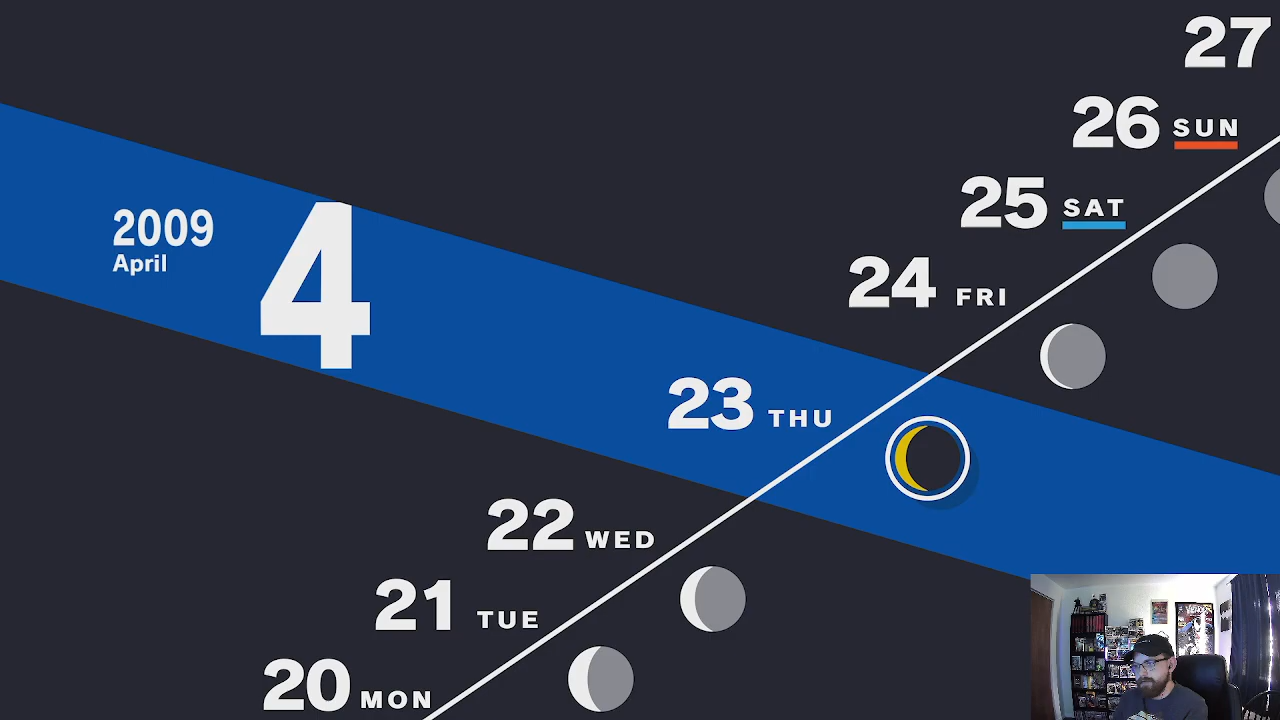 27
26 SUN
25 SAT
2009
April
4
24 FRI
23 THU
22 WED
21 TUE
20 MON